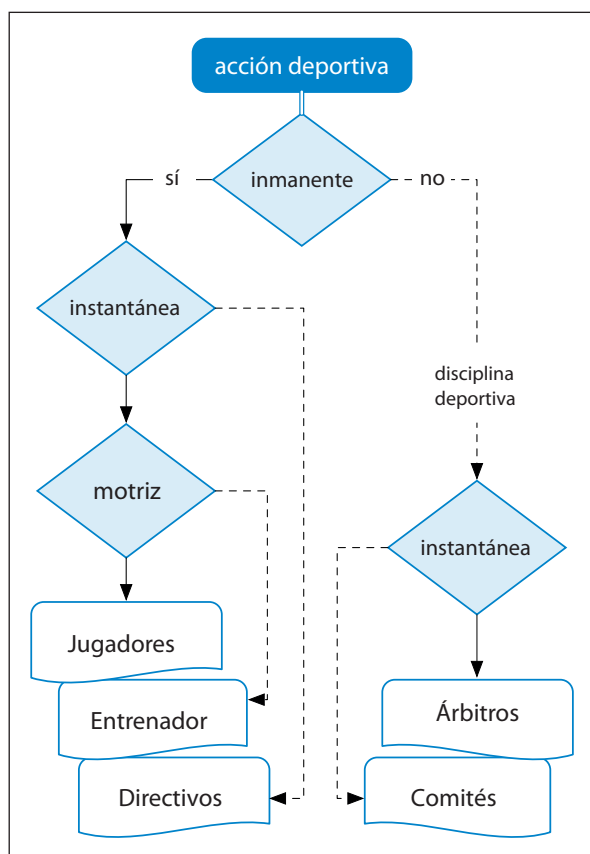 acción deportiva
inmanente
sí
no
instantánea
disciplina
deportiva
motriz
instantánea
Jugadores
Entrenador
Árbitros
Directivos
Comités